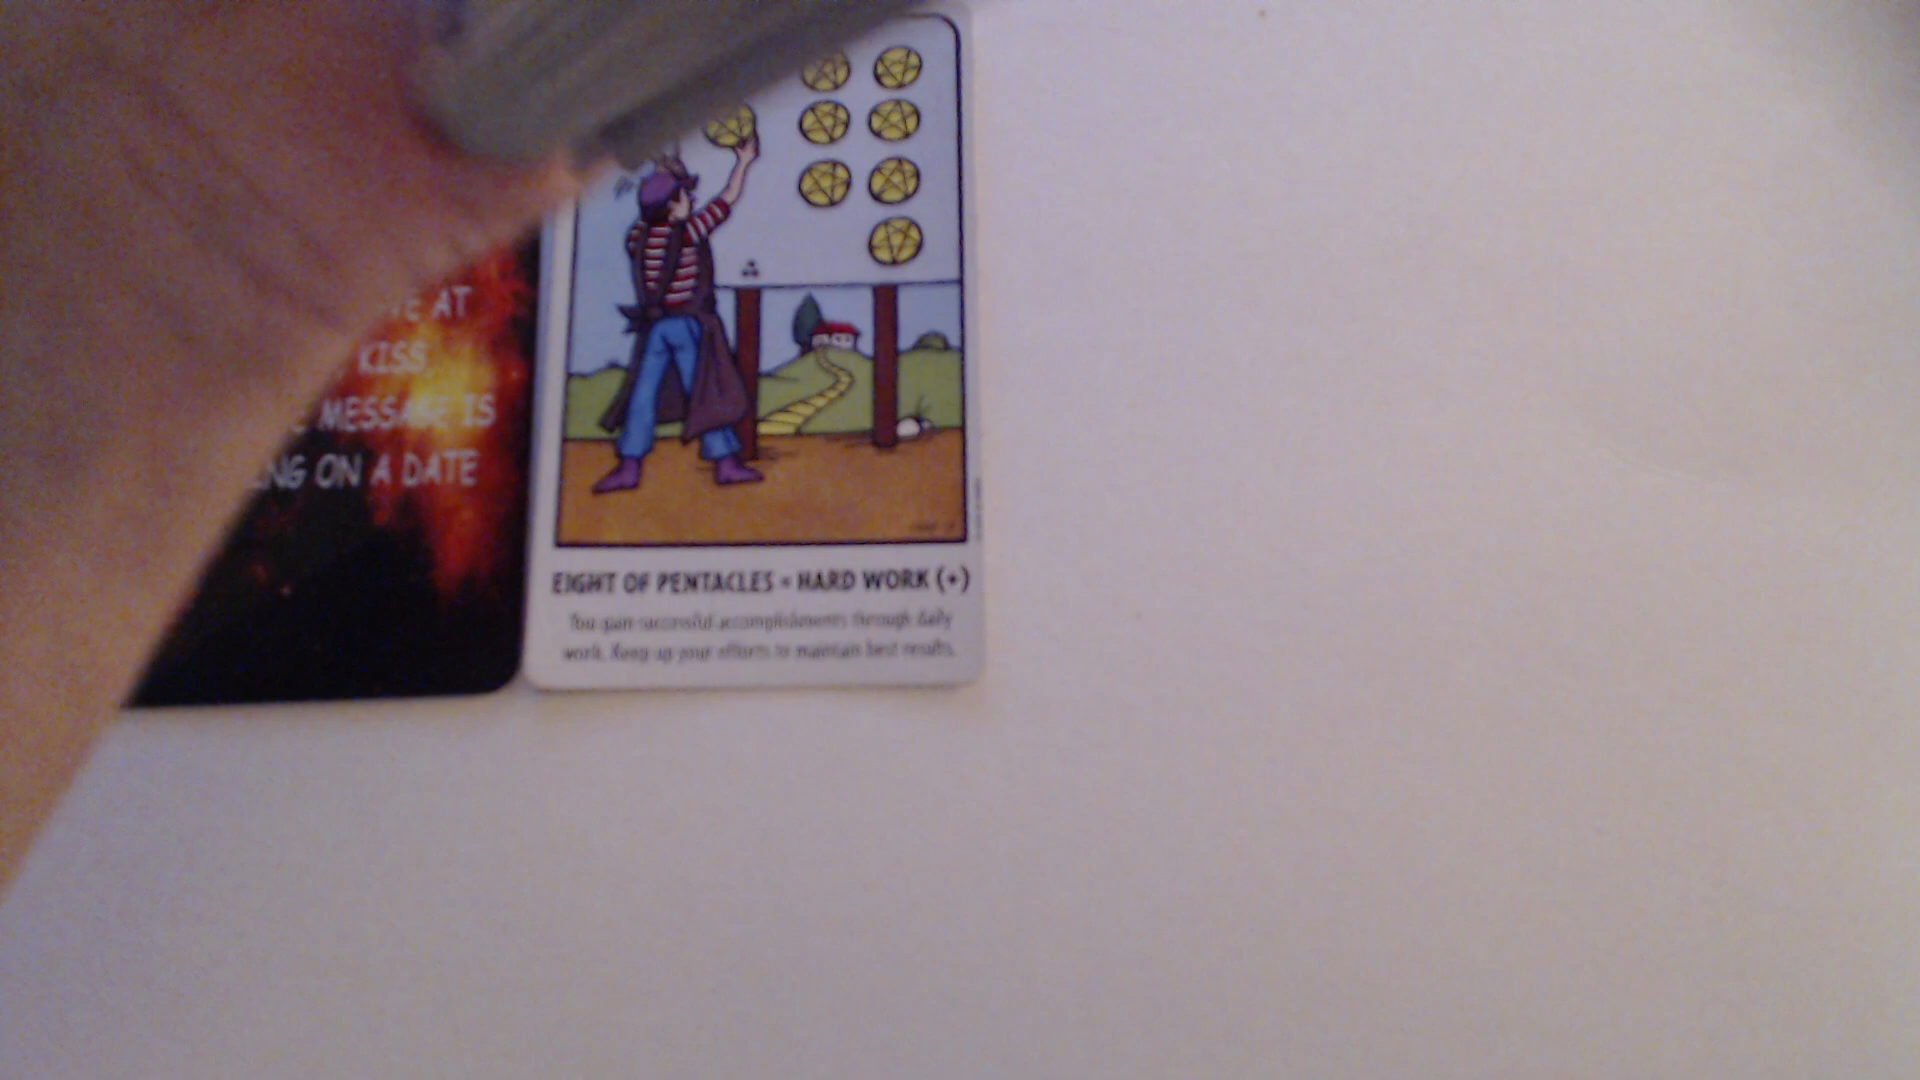 AT
KISS
MESSAGE IS
ON A DATE
EIGHT OF PENTACLES = HARD WORK (+)
You gain successful accomplishments through daily
work. Keep up your efforts to maintain best results.